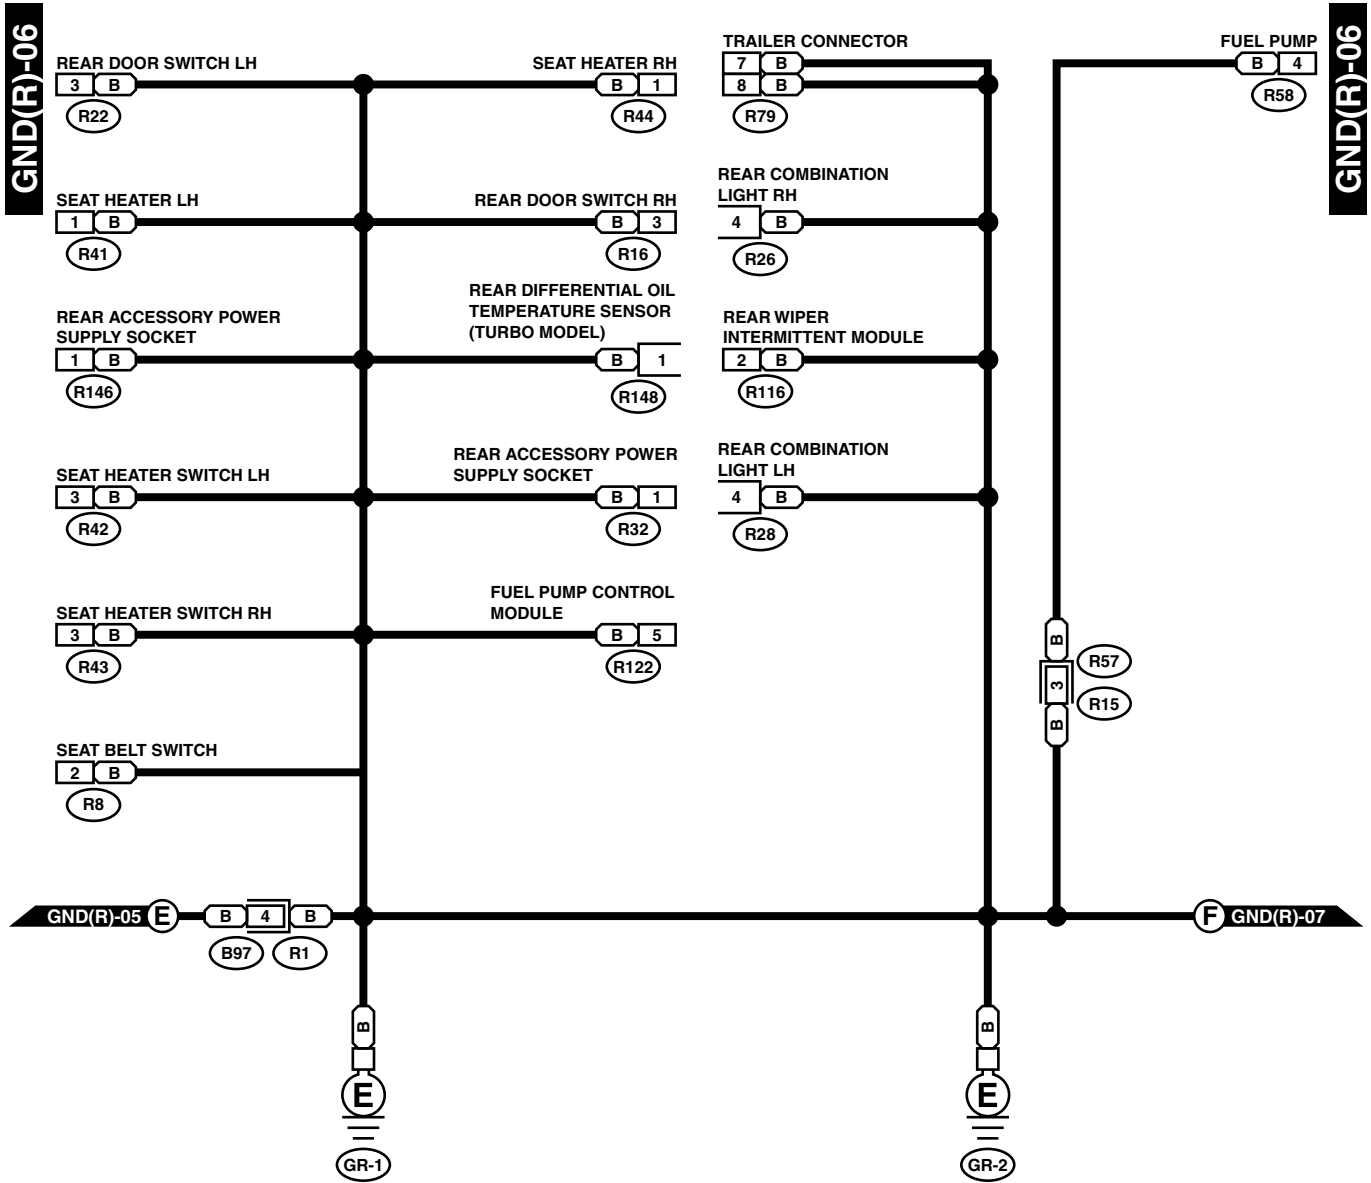 GND(R)-06
REAR DOOR SWITCH LH
3 B
R22
SEAT HEATER LH
1 B
R41
REAR ACCESSORY POWER
SUPPLY SOCKET
1 B
R146
SEAT HEATER SWITCH LH
3 B
R42
SEAT HEATER SWITCH RH
3 B
R43
SEAT BELT SWITCH
2 B
R8
SEAT HEATER RH
B 1
R44
REAR DOOR SWITCH RH
B 3
R16
REAR DIFFERENTIAL OIL
TEMPERATURE SENSOR
(TURBO MODEL)
B 1
R148
REAR ACCESSORY POWER
SUPPLY SOCKET
B 1
R32
FUEL PUMP CONTROL
MODULE
B 5
R122
TRAILER CONNECTOR
7 B
8 B
R79
REAR COMBINATION
LIGHT RH
4 B
R26
REAR WIPER
INTERMITTENT MODULE
2 B
R116
REAR COMBINATION
LIGHT LH
4 B
R28
FUEL PUMP
B 4
R58
GND(R)-06
B
R57
3
R15
B
GND(R)-05 E B 4 B
B97 R1
F GND(R)-07
B
E
GR-1
B
E
GR-2